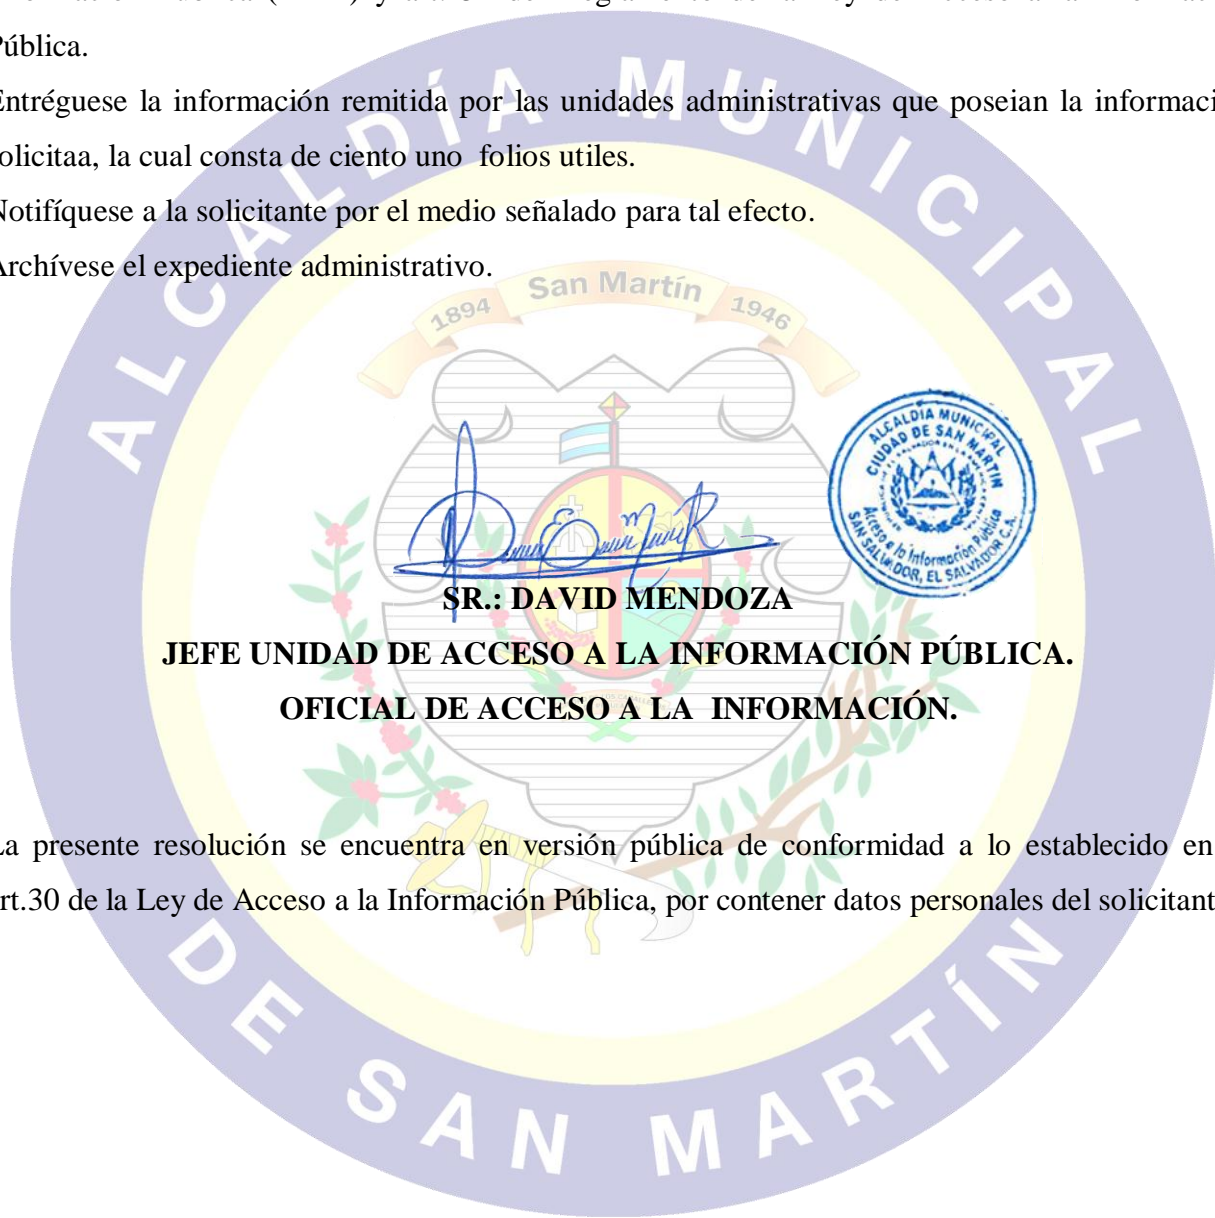 Pública.
Entréguese la información remitida por las unidades administrativas que poseian la informaci
olicitaa, la cual consta de ciento uno folios utiles.
Notifíquese a la solicitante por el medio señalado para tal efecto.
Archívese el expediente administrativo.
ALCALDÍA MUNICIPAL
San Martín
1894
1946
ALCALDIA MUNICIPAL
CIUDAD DE SAN MARTIN
Acceso a la Información Publica
SAN SALVADOR, EL SALVADOR C.A.
SR.: DAVID MENDOZA
JEFE UNIDAD DE ACCESO A LA INFORMACIÓN PÚBLICA.
OFICIAL DE ACCESO A LA INFORMACIÓN.
La presente resolución se encuentra en versión pública de conformidad a lo establecido en
rt.30 de la Ley de Acceso a la Información Pública, por contener datos personales del solicitant
DE SAN MARTÍN